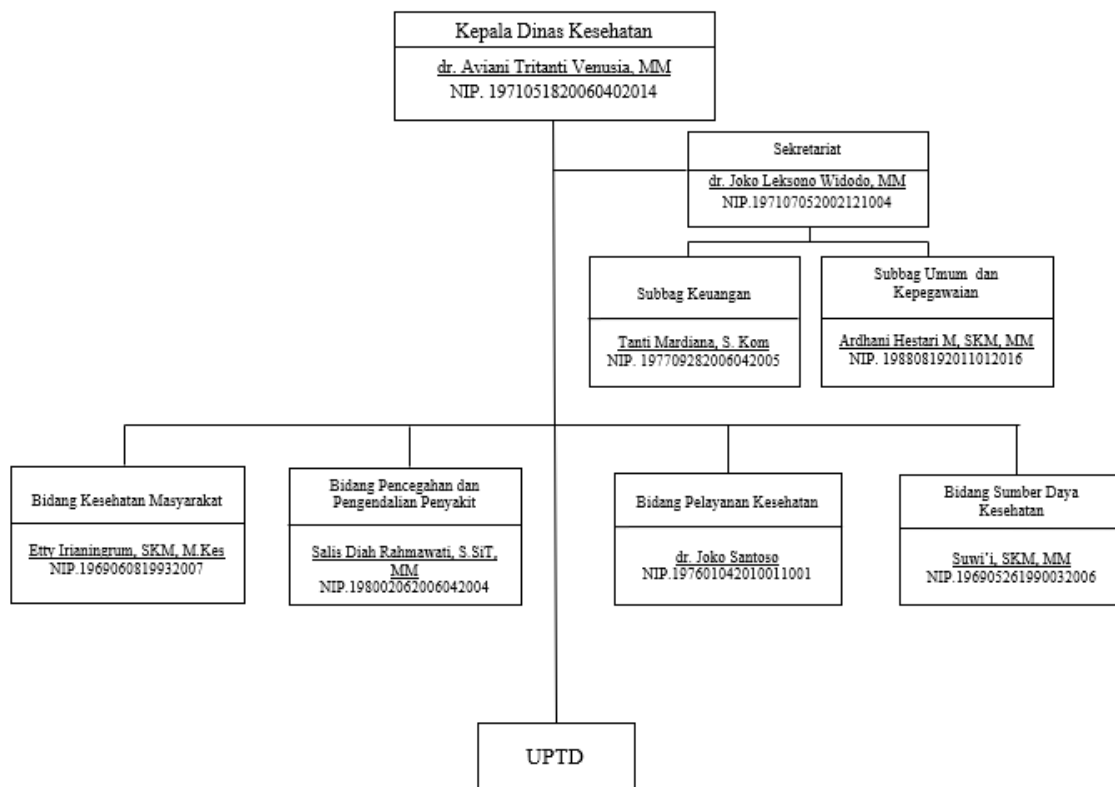 Kepala Dinas Kesehatan
dr. Aviani Tritanti Venusia, MM
NIP. 1971051820060402014
Sekretariat
dr. Joko Leksono Widodo, MM
NIP.197107052002121004
Subbag Keuangan
Tanti Mardiana, S. Kom
NIP. 197709282006042005
Subbag Umum dan
Kepegawaian
Ardhani Hestari M, SKM, MM
NIP. 198808192011012016
Bidang Kesehatan Masyarakat
Etty Irianingrum, SKM, M.Kes
NIP.1969060819932007
Bidang Pencegahan dan
Pengendalian Penyakit
Salis Diah Rahmawati, S.SiT,
MM
NIP.198002062006042004
Bidang Pelayanan Kesehatan
dr. Joko Santoso
NIP.197601042010011001
Bidang Sumber Daya
Kesehatan
Suwi'i, SKM, MM
NIP.196905261990032006
UPTD